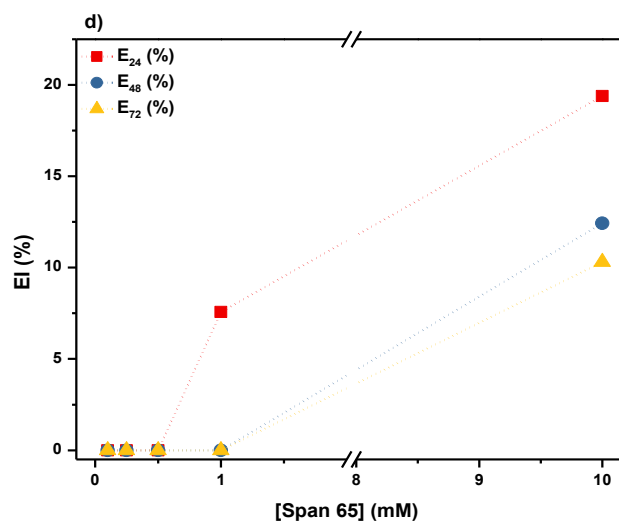 d)
E24 (%)
E48 (%)
E72 (%)
20
15
10
5
0
EI (%)
0 1 8 9 10
[Span 65] (mM)